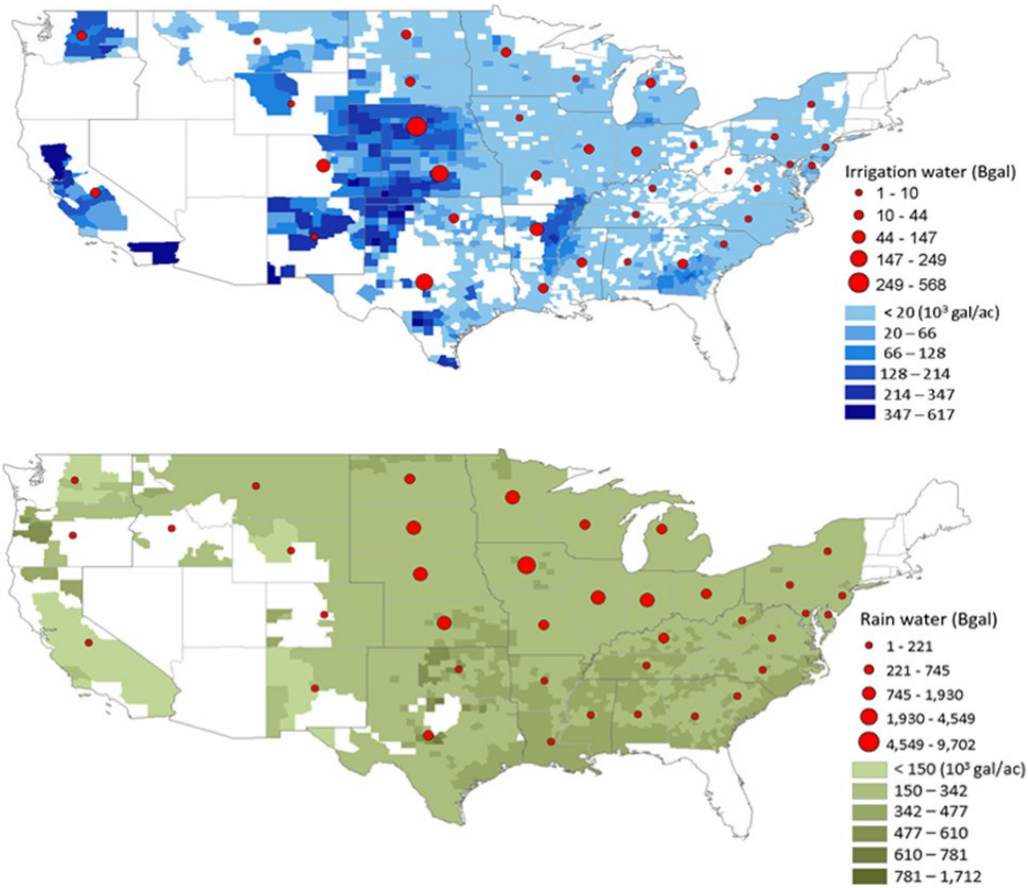 Irrigation water (Bgal)
1 - 10
10 - 44
44 - 147
147 - 249
249 - 568
< 20 (10³ gal/ac)
20 – 66
66 – 128
128 – 214
214 – 347
347 – 617
Rain water (Bgal)
1 - 221
221 - 745
745 - 1,930
1,930 - 4,549
4,549 - 9,702
< 150 (10³ gal/ac)
150 – 342
342 – 477
477 – 610
610 – 781
781 – 1,712